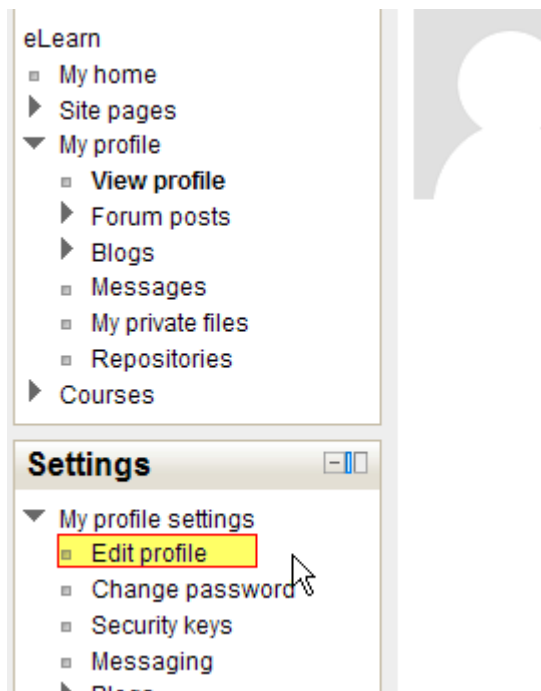 eLearn
My home
Site pages
My profile
View profile
Forum posts
Blogs
Messages
My private files
Repositories
Courses
Settings
My profile settings
Edit profile
Change password
Security keys
Messaging
Blogs